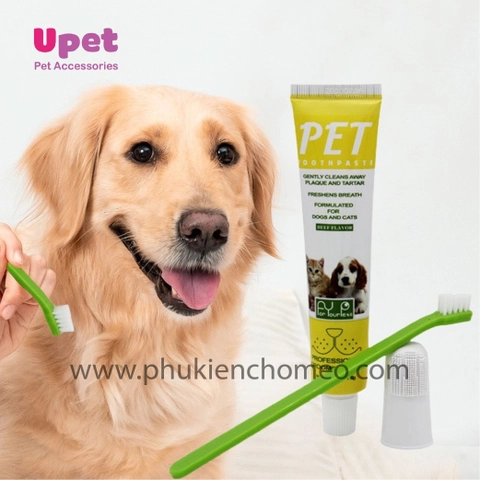 Upet
Pet Accessories
PET
TOOTHPASTE
GENTLY CLEANS AWAY
PLAQUE AND TARTAR
FRESHENS BREATH
FORMULATED
FOR
DOGS AND CATS
BEEF FLAVOR
www.phukienchomeo.com